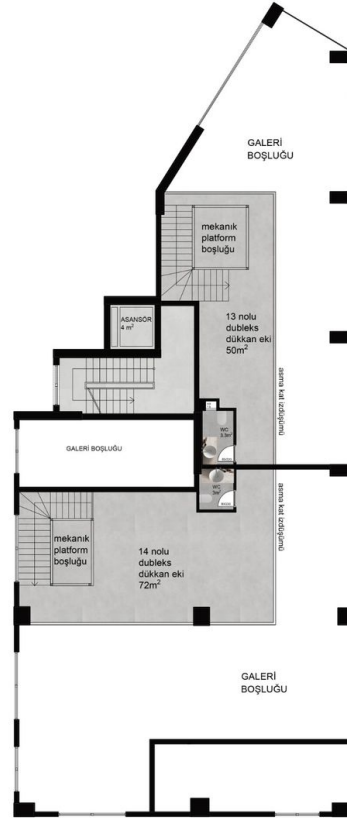 GALERİ
BOŞLUĞU
mekanık
platform
boşluğu
ASANSÖR
4 m²
13 nolu
dubleks
dükkan eki
50m²
asma kat izdüşümü
WC
GALERİ BOŞLUĞU
WC
asma kat izdüşümü
mekanık
platform
boşluğu
14 nolu
dubleks
dükkan eki
72m²
GALERİ
BOŞLUĞU